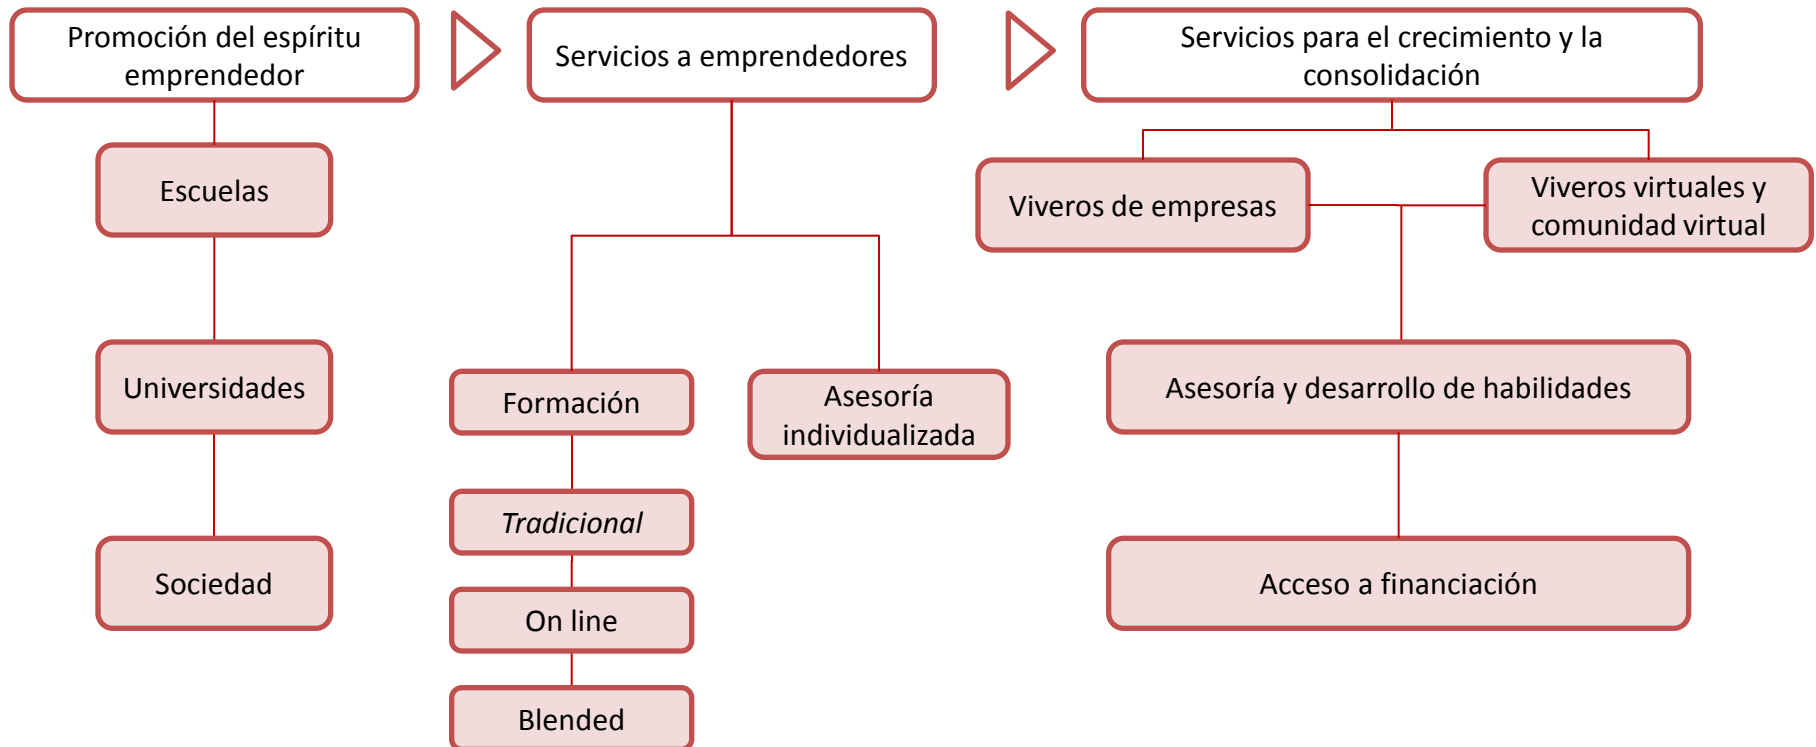 Promoción del espíritu
emprendedor
Escuelas
Universidades
Sociedad
Servicios a emprendedores
Formación
Tradicional
On line
Blended
Asesoría
individualizada
Servicios para el crecimiento y la
consolidación
Viveros de empresas
Viveros virtuales y
comunidad virtual
Asesoría y desarrollo de habilidades
Acceso a financiación